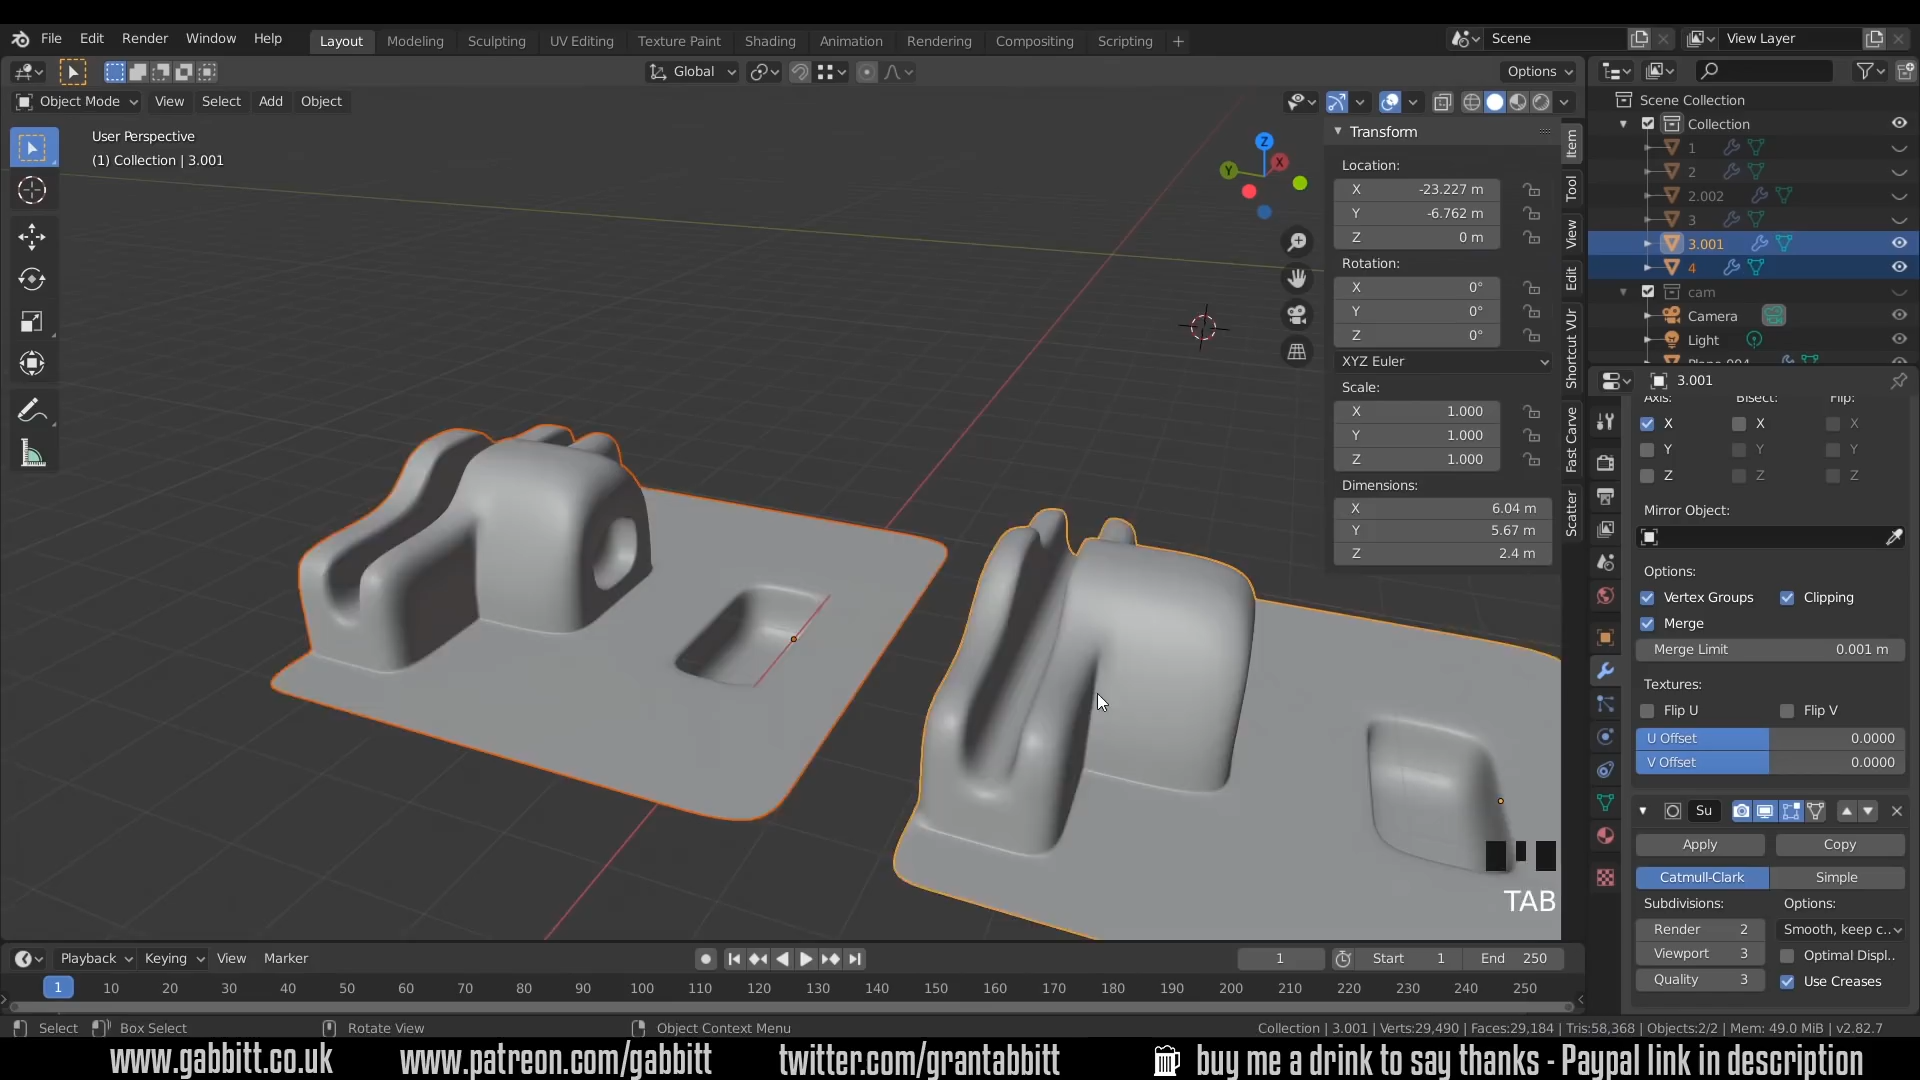 File Edit Render Window Help Layout Modeling Sculpting UV Editing Texture Paint Shading Animation Rendering Compositing Scripting + Scene View Layer
Global Options
Object Mode View Select Add Object
User Perspective
(1) Collection | 3.001
Z
X
Y
Transform
Location:
X -23.227 m
Y -6.762 m
Z 0 m
Rotation:
X 0°
Y 0°
Z 0°
XYZ Euler
Scale:
X 1.000
Y 1.000
Z 1.000
Dimensions:
X 6.04 m
Y 5.67 m
Z 2.4 m
Item
Tool
View
Edit
Shortcut VUr
Fast Carve
Scatter
Scene Collection
Collection
1
2
2.002
3
3.001
4
cam
Camera
Light
3.001
Axis: Bisect: Flip:
X X X
Y Y Y
Z Z Z
Mirror Object:
Options:
Vertex Groups Clipping
Merge
Merge Limit 0.001 m
Textures:
Flip U Flip V
U Offset 0.0000
V Offset 0.0000
Su
Apply Copy
Catmull-Clark Simple
Subdivisions: Options:
Render 2 Smooth, keep c..
Viewport 3 Optimal Displ..
Quality 3 Use Creases
TAB
Playback Keying View Marker 1 Start 1 End 250
1 10 20 30 40 50 60 70 80 90 100 110 120 130 140 150 160 170 180 190 200 210 220 230 240 250
Select Box Select Rotate View Object Context Menu Collection | 3.001 | Verts:29,490 | Faces:29,184 | Tris:58,368 | Objects:2/2 | Mem: 49.0 MiB | v2.82.7
www.gabbitt.co.uk www.patreon.com/gabbitt twitter.com/grantabbitt buy me a drink to say thanks - Paypal link in description